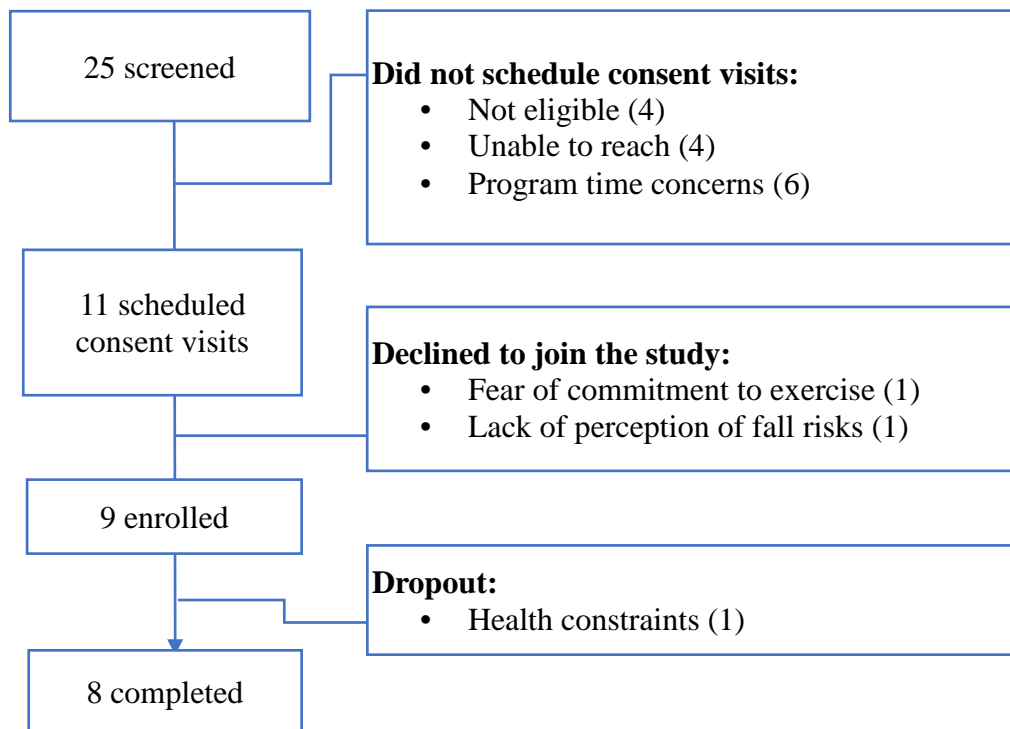 25 screened
Did not schedule consent visits:
• Not eligible (4)
• Unable to reach (4)
• Program time concerns (6)
11 scheduled
consent visits
Declined to join the study:
• Fear of commitment to exercise (1)
• Lack of perception of fall risks (1)
9 enrolled
Dropout:
• Health constraints (1)
8 completed